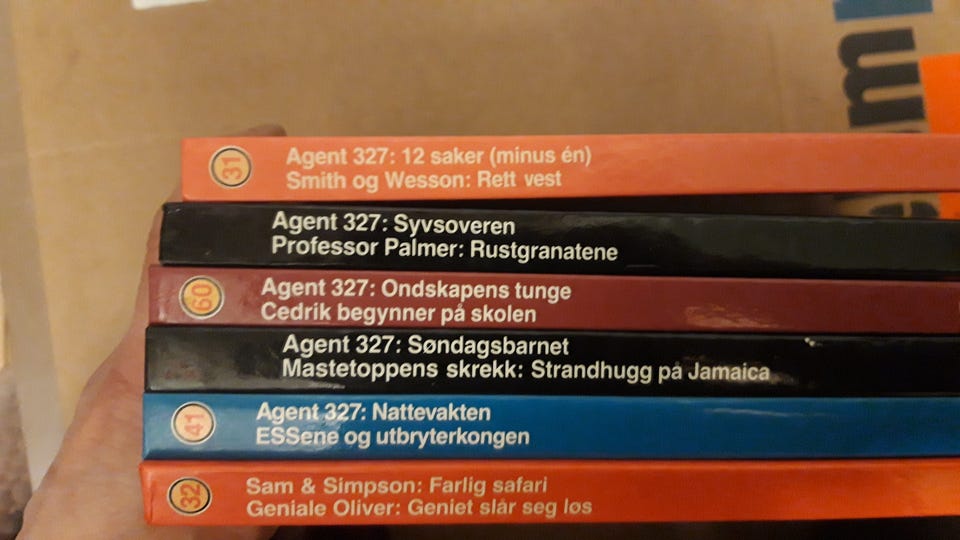 31
Agent 327: 12 saker (minus én)
Smith og Wesson: Rett vest
Agent 327: Syvsoveren
Professor Palmer: Rustgranatene
60
Agent 327: Ondskapens tunge
Cedrik begynner på skolen
Agent 327: Søndagsbarnet
Mastetoppens skrekk: Strandhugg på Jamaica
41
Agent 327: Nattevakten
ESSene og utbryterkongen
32
Sam & Simpson: Farlig safari
Geniale Oliver: Geniet slår seg løs